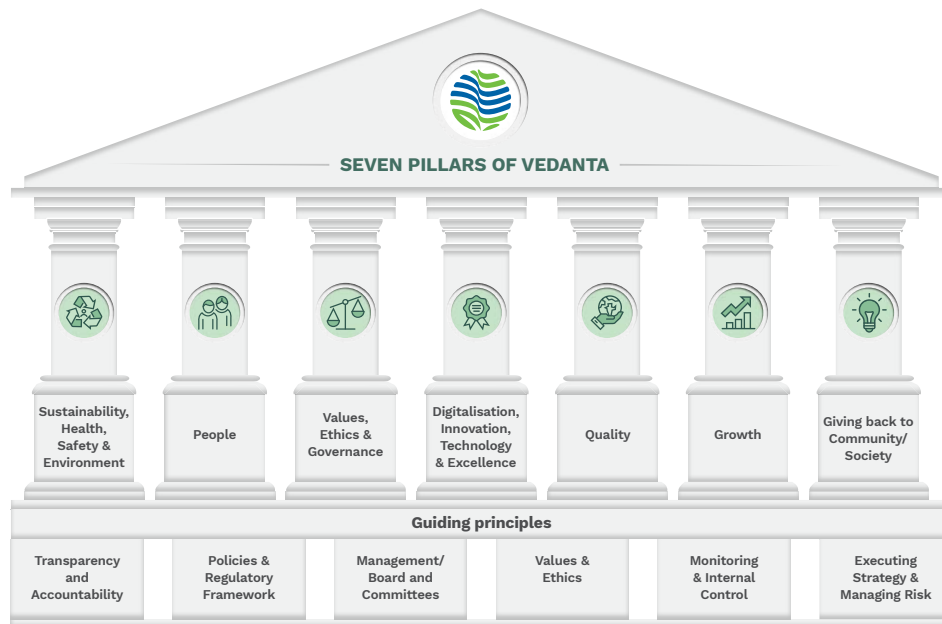 SEVEN PILLARS OF VEDANTA
Sustainability,
Health,
Safety &
Environment
People
Values,
Ethics &
Governance
Digitalisation,
Innovation,
Technology
& Excellence
Quality
Growth
Giving back to
Community/
Society
Guiding principles
Transparency
and
Accountability
Policies &
Regulatory
Framework
Management/
Board and
Committees
Values &
Ethics
Monitoring
& Internal
Control
Executing
Strategy &
Managing Risk